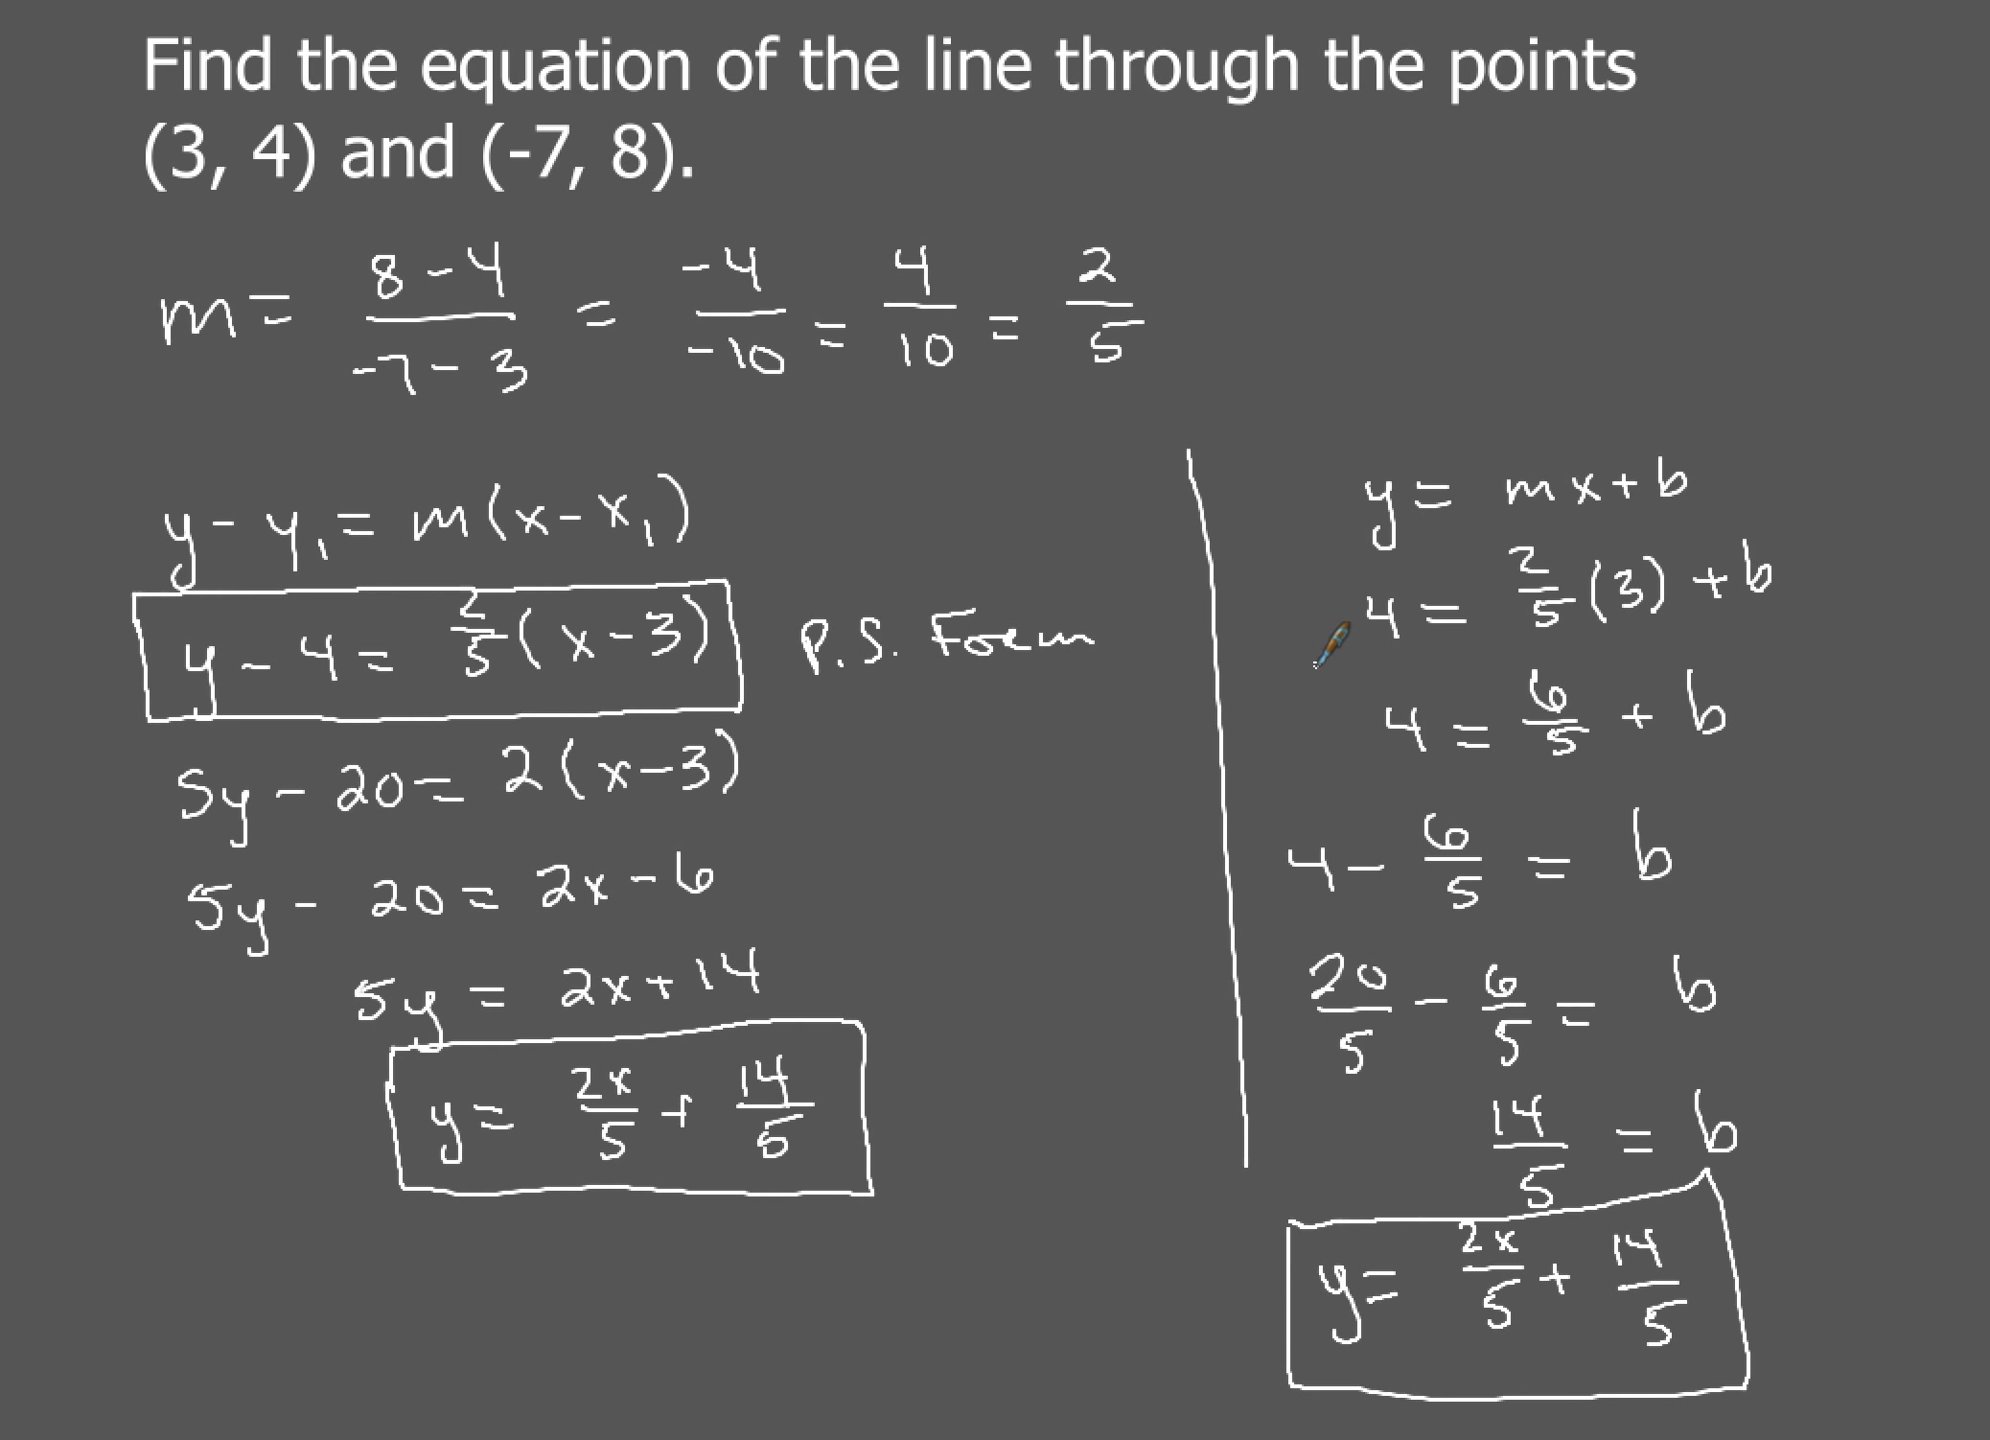 Find the equation of the line through the points
(3, 4) and (-7, 8).
m = (8 - 4)/(-7 - 3) = -4/-10 = 4/10 = 2/5
y - y₁ = m(x - x₁)
y - 4 = 2/5(x - 3) P.S. Form
5y - 20 = 2(x - 3)
5y - 20 = 2x - 6
5y = 2x + 14
y = 2x/5 + 14/5
y = mx + b
4 = 2/5(3) + b
4 = 6/5 + b
4 - 6/5 = b
20/5 - 6/5 = b
14/5 = b
y = 2x/5 + 14/5